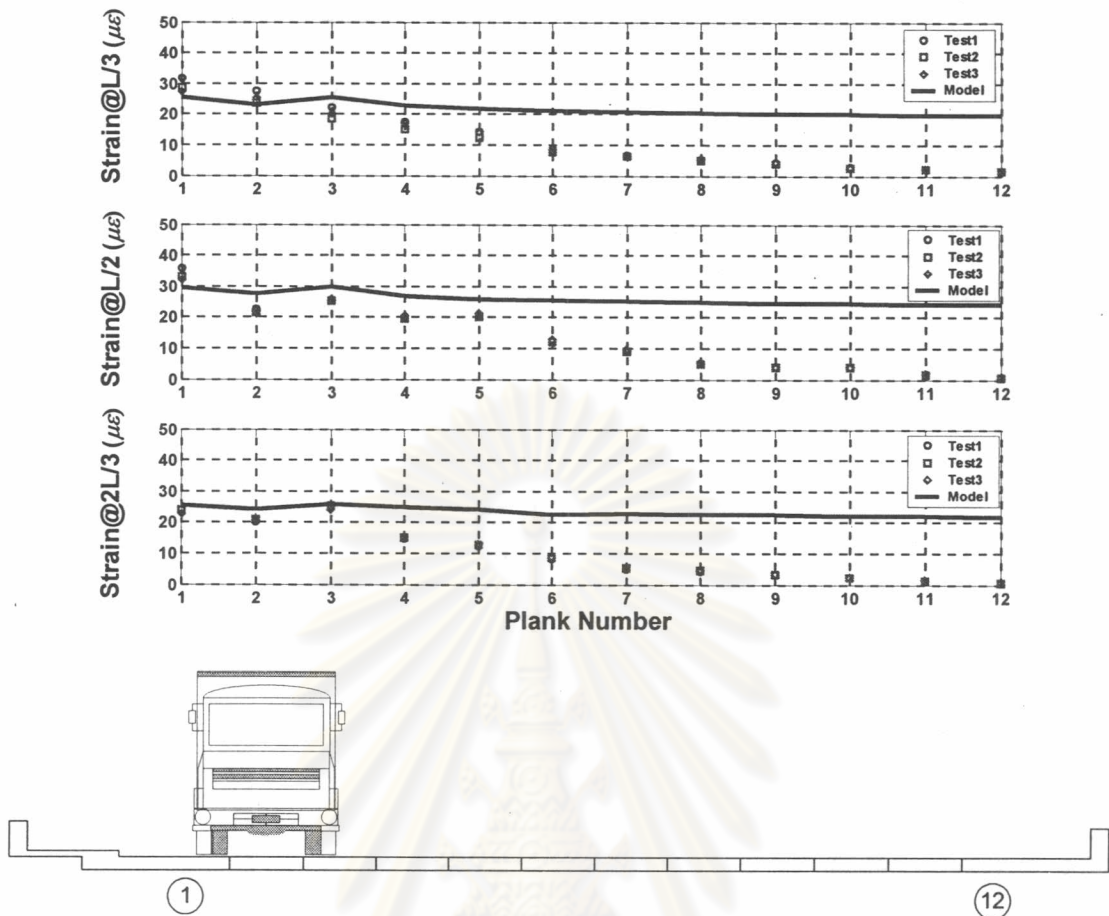 Strain@L/3 (με)
50
40
30
20
10
0
1 2 3 4 5 6 7 8 9 10 11 12
Test1
Test2
Test3
Model
Strain@L/2 (με)
50
40
30
20
10
0
1 2 3 4 5 6 7 8 9 10 11 12
Test1
Test2
Test3
Model
Strain@2L/3 (με)
50
40
30
20
10
0
1 2 3 4 5 6 7 8 9 10 11 12
Test1
Test2
Test3
Model
Plank Number
1
12